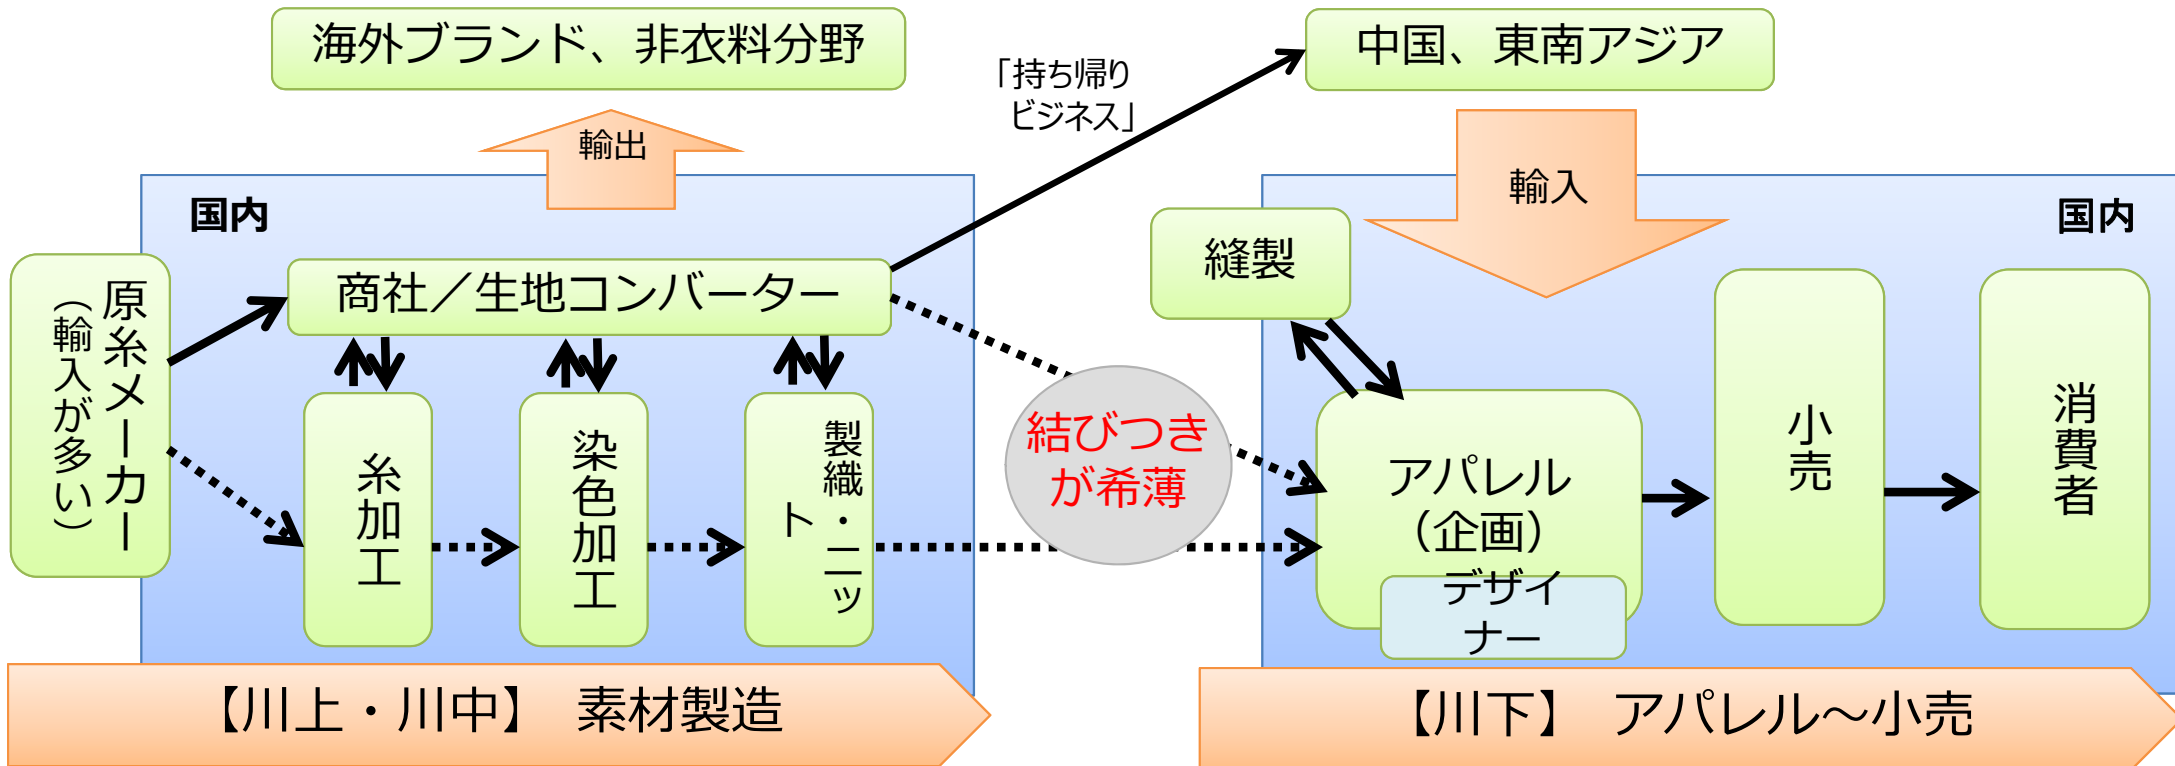 海外ブランド、非衣料分野
中国、東南アジア
「持ち帰り
ビジネス」
輸出
輸入
国内
国内
縫製
商社／生地コンバーター
原糸メーカー
（輸入が多い）
糸加工
染色加工
製織・ニッ
ト
結びつき
が希薄
アパレル
（企画）
デザイ
ナー
小売
消費者
【川上・川中】　素材製造
【川下】　アパレル～小売